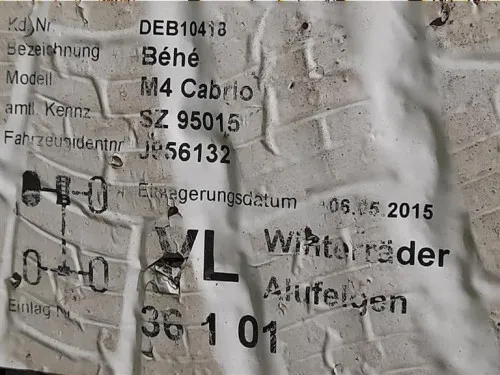 Kd. Nr. DEB10418
Bezeichnung Béhé
Modell M4 Cabrio
amtl. Kennz SZ 95015
Fahrzeugidentnr J956132
Einlagerungsdatum 06.05.2015
VL Winterräder
Alufelgen
Einlag Nr. 36 1 01